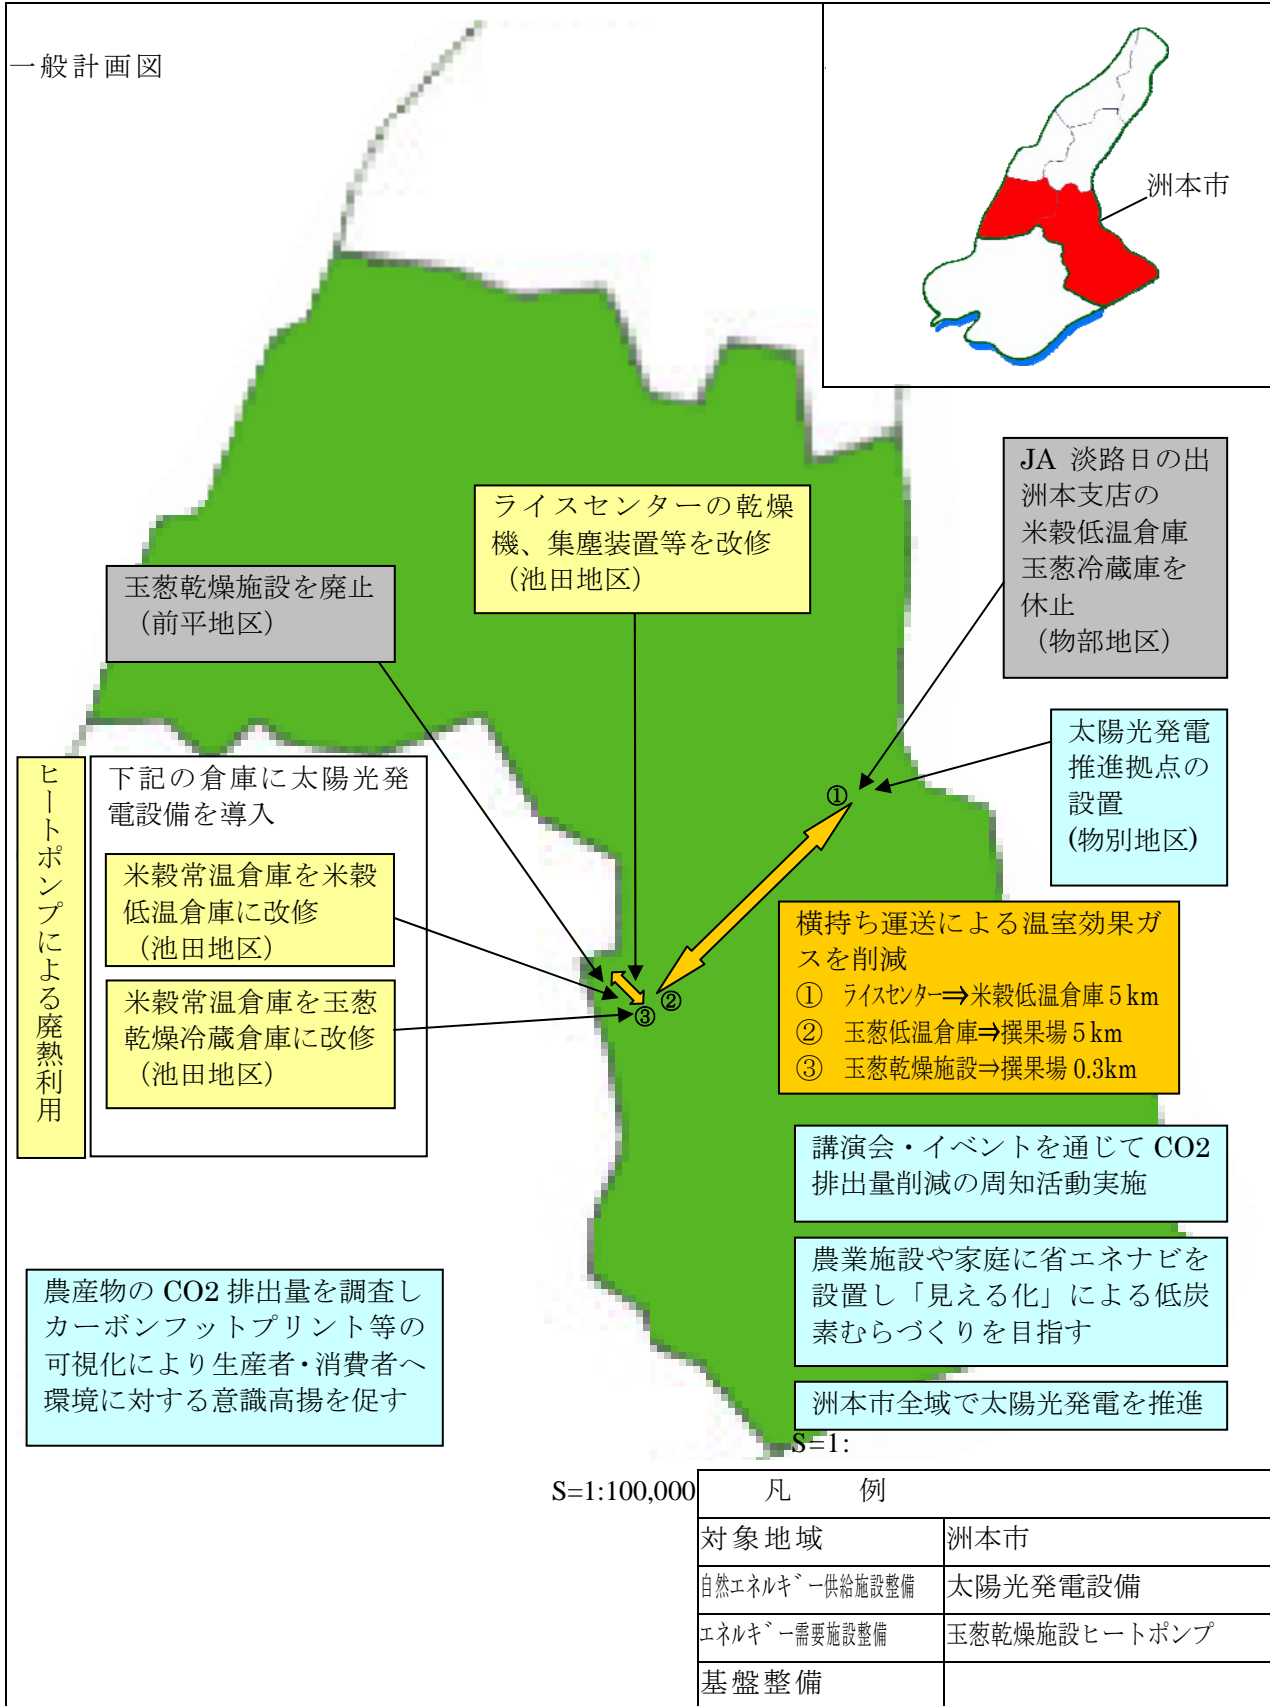 一般計画図
洲本市
JA 淡路日の出
洲本支店の
米穀低温倉庫
玉葱冷蔵庫を
休止
（物部地区）
ライスセンターの乾燥
機、集塵装置等を改修
（池田地区）
玉葱乾燥施設を廃止
（前平地区）
太陽光発電
推進拠点の
設置
(物別地区)
ヒートポンプによる廃熱利用
下記の倉庫に太陽光発
電設備を導入
米穀常温倉庫を米穀
低温倉庫に改修
（池田地区）
米穀常温倉庫を玉葱
乾燥冷蔵倉庫に改修
（池田地区）
①
②
③
横持ち運送による温室効果ガ
スを削減
① ライスセンター⇒米穀低温倉庫 5 km
② 玉葱低温倉庫⇒撰果場 5 km
③ 玉葱乾燥施設⇒撰果場 0.3km
講演会・イベントを通じて CO2
排出量削減の周知活動実施
農業施設や家庭に省エネナビを
設置し「見える化」による低炭
素むらづくりを目指す
洲本市全域で太陽光発電を推進
農産物の CO2 排出量を調査し
カーボンフットプリント等の
可視化により生産者・消費者へ
環境に対する意識高揚を促す
S=1:
S=1:100,000
凡　例
対象地域 洲本市
自然エネルギー供給施設整備 太陽光発電設備
エネルギー需要施設整備 玉葱乾燥施設ヒートポンプ
基盤整備